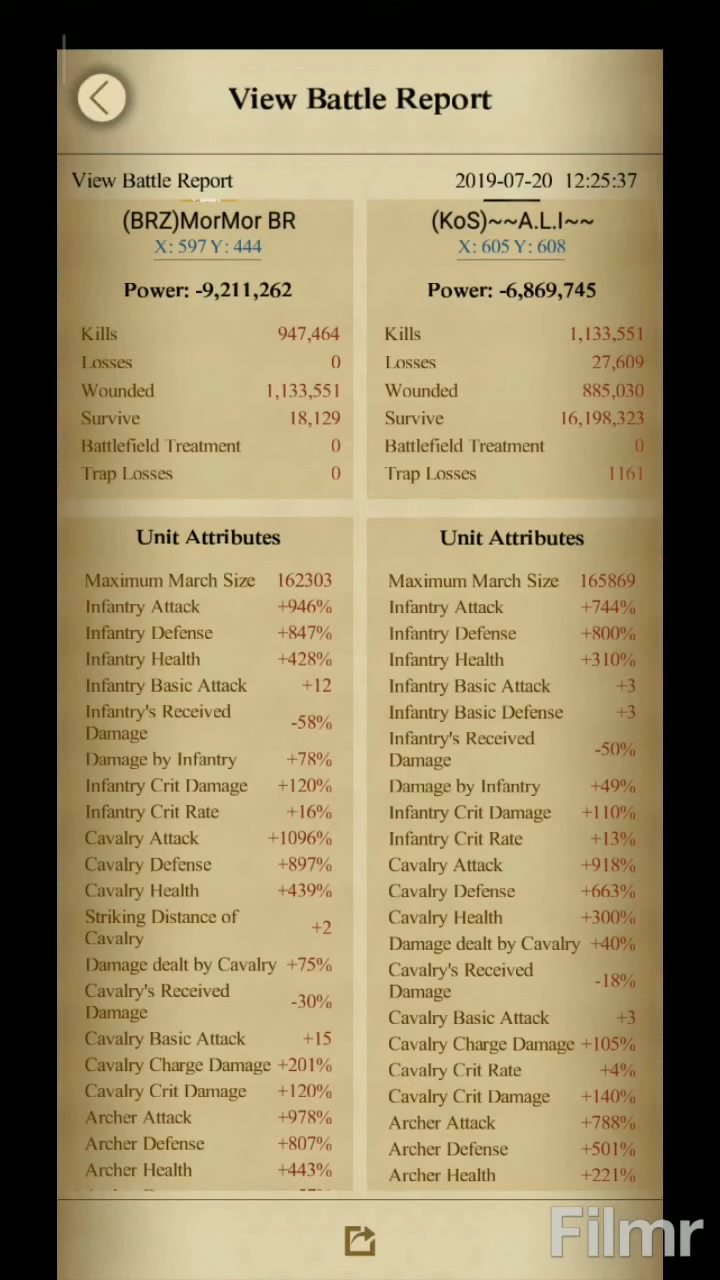 View Battle Report
View Battle Report 2019-07-20 12:25:37
(BRZ)MorMor BR
X: 597 Y: 444
Power: -9,211,262
Kills 947,464
Losses 0
Wounded 1,133,551
Survive 18,129
Battlefield Treatment 0
Trap Losses 0
Unit Attributes
Maximum March Size 162303
Infantry Attack +946%
Infantry Defense +847%
Infantry Health +428%
Infantry Basic Attack +12
Infantry's Received
Damage -58%
Damage by Infantry +78%
Infantry Crit Damage +120%
Infantry Crit Rate +16%
Cavalry Attack +1096%
Cavalry Defense +897%
Cavalry Health +439%
Striking Distance of
Cavalry +2
Damage dealt by Cavalry +75%
Cavalry's Received
Damage -30%
Cavalry Basic Attack +15
Cavalry Charge Damage +201%
Cavalry Crit Damage +120%
Archer Attack +978%
Archer Defense +807%
Archer Health +443%
(KoS)~~A.L.I~~
X: 605 Y: 608
Power: -6,869,745
Kills 1,133,551
Losses 27,609
Wounded 885,030
Survive 16,198,323
Battlefield Treatment 0
Trap Losses 1161
Unit Attributes
Maximum March Size 165869
Infantry Attack +744%
Infantry Defense +800%
Infantry Health +310%
Infantry Basic Attack +3
Infantry Basic Defense +3
Infantry's Received
Damage -50%
Damage by Infantry +49%
Infantry Crit Damage +110%
Infantry Crit Rate +13%
Cavalry Attack +918%
Cavalry Defense +663%
Cavalry Health +300%
Damage dealt by Cavalry +40%
Cavalry's Received
Damage -18%
Cavalry Basic Attack +3
Cavalry Charge Damage +105%
Cavalry Crit Rate +4%
Cavalry Crit Damage +140%
Archer Attack +788%
Archer Defense +501%
Archer Health +221%
Filmr